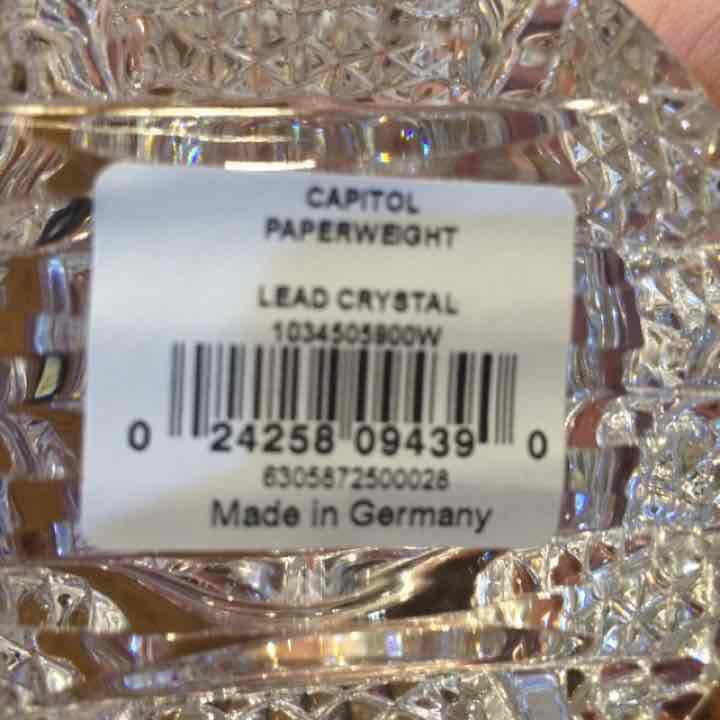 CAPITOL
PAPERWEIGHT
LEAD CRYSTAL
1034505800W
0 24258 09439 0
6305872500028
Made in Germany